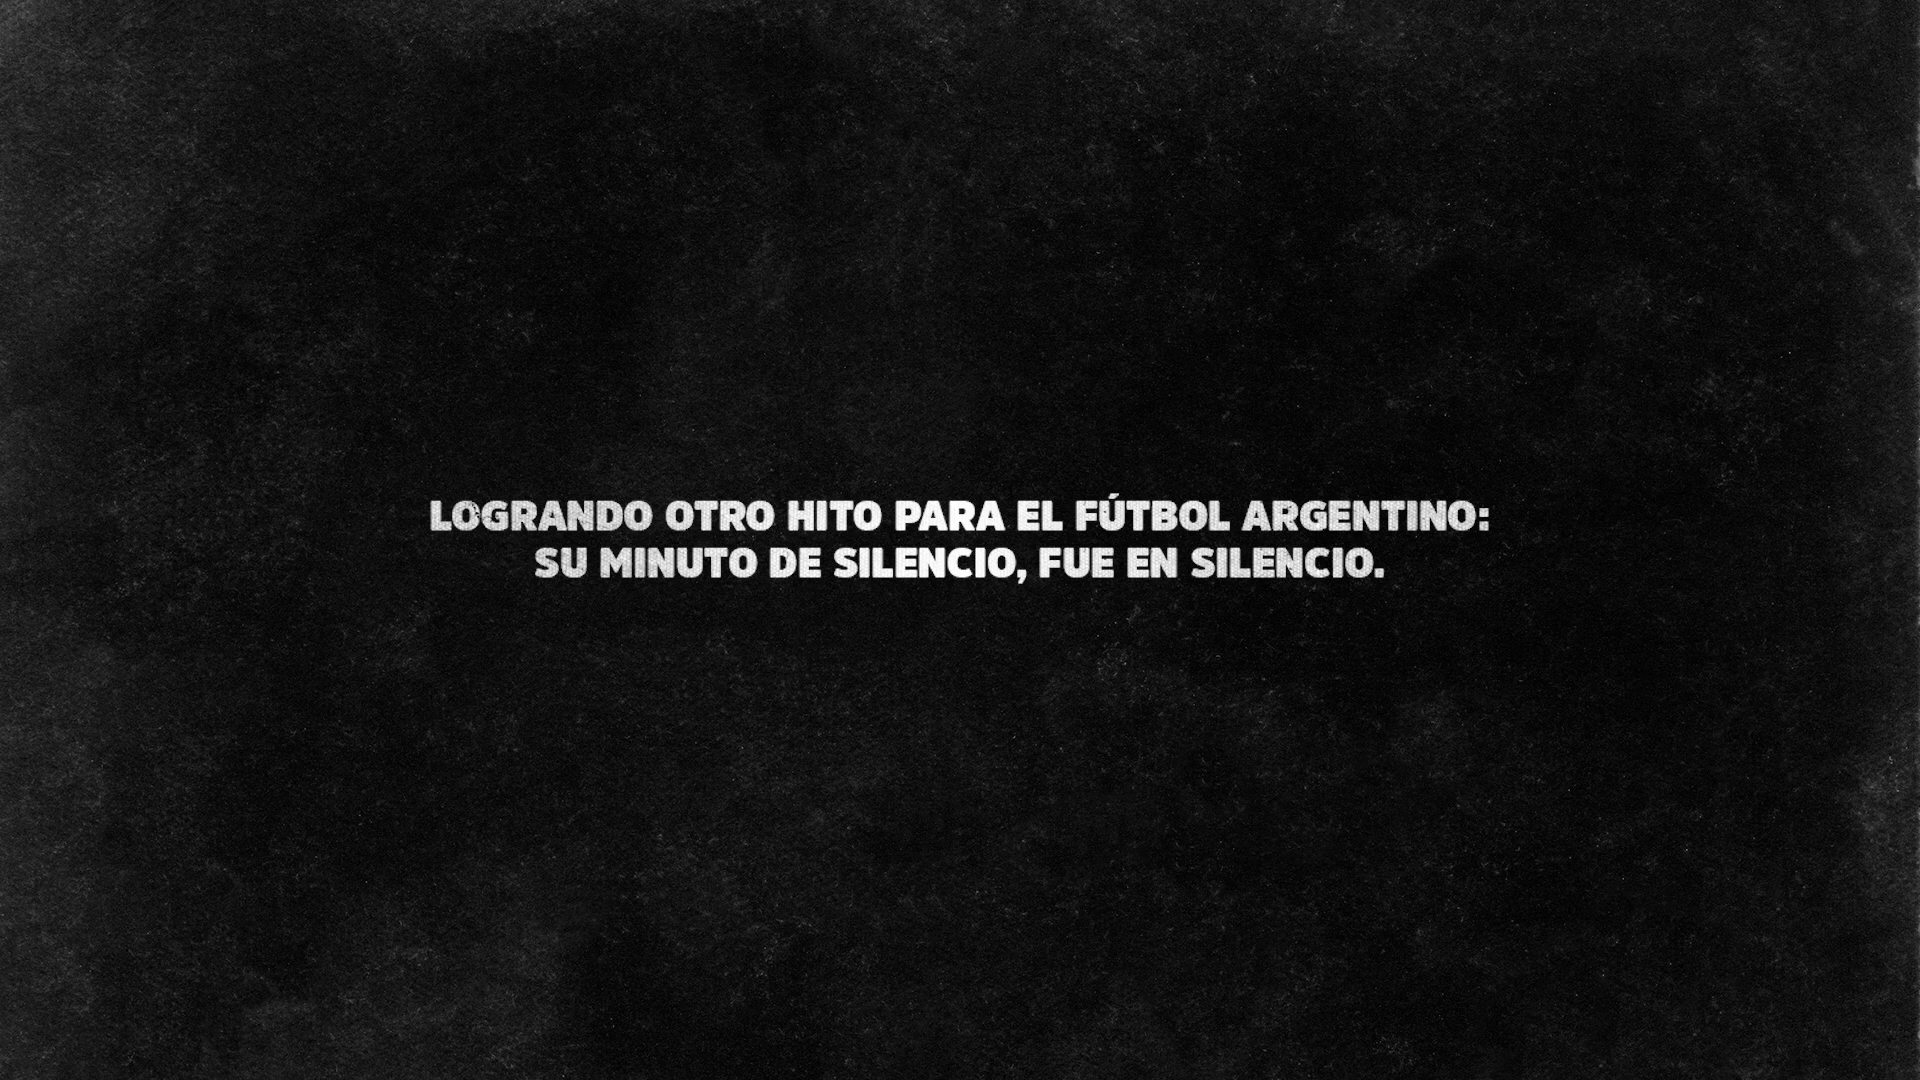 LOGRANDO OTRO HITO PARA EL FÚTBOL ARGENTINO:
SU MINUTO DE SILENCIO, FUE EN SILENCIO.